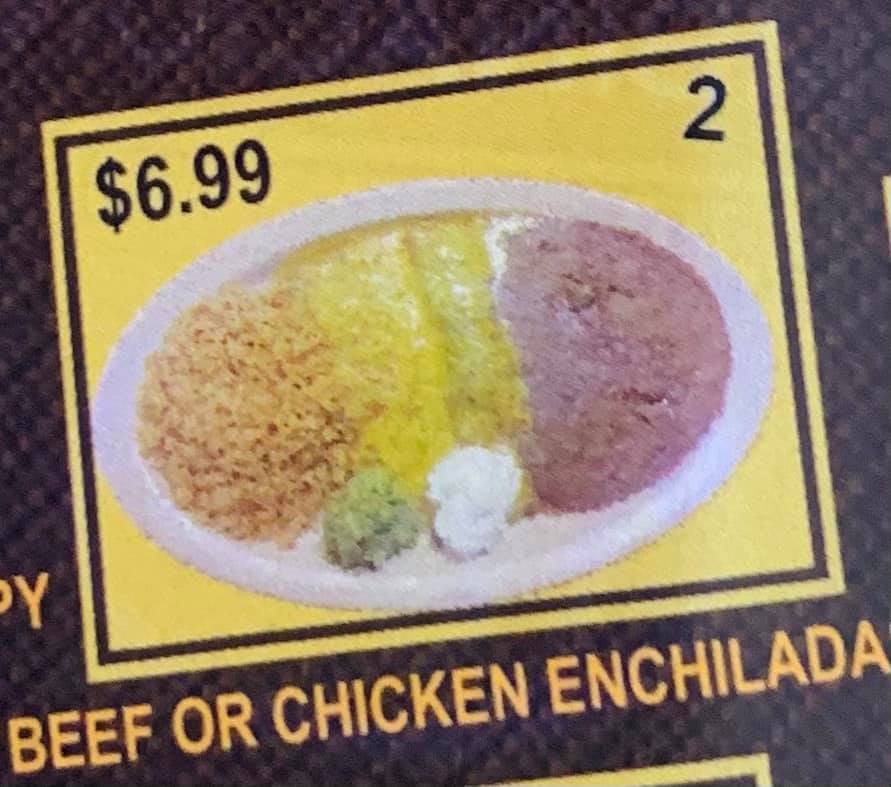 $6.99
2
PY
BEEF OR CHICKEN ENCHILADA